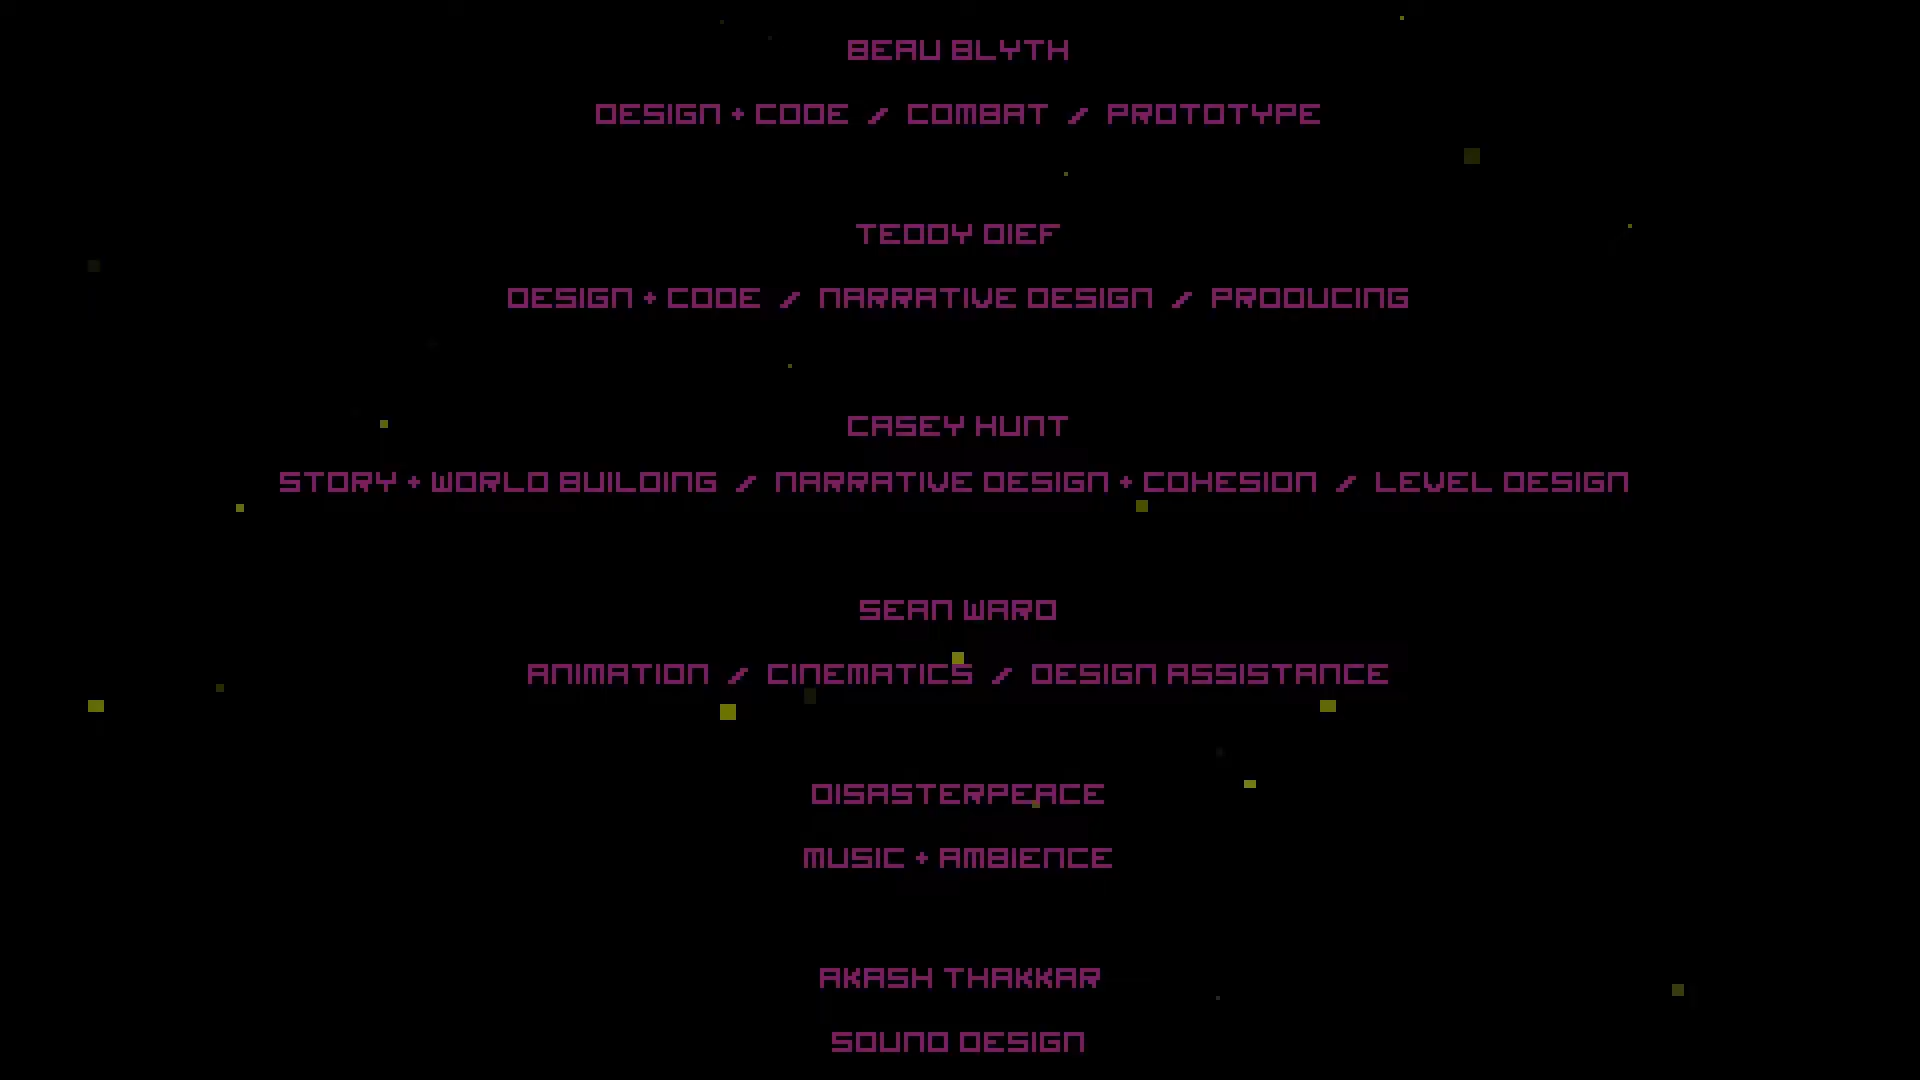 BEAU BLYTH
DESIGN + CODE / COMBAT / PROTOTYPE
TEDDY DIEF
DESIGN + CODE / NARRATIVE DESIGN / PRODUCING
CASEY HUNT
STORY + WORLD BUILDING / NARRATIVE DESIGN + COHESION / LEVEL DESIGN
SEAN WARD
ANIMATION / CINEMATICS / DESIGN ASSISTANCE
DISASTERPEACE
MUSIC + AMBIENCE
AKASH THAKKAR
SOUND DESIGN